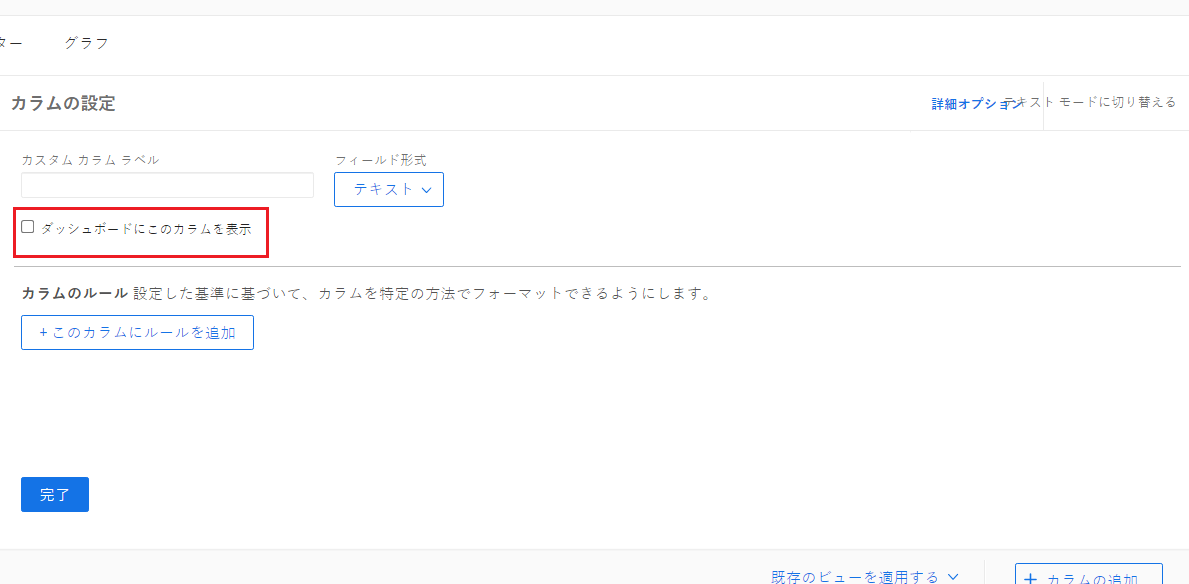 ター グラフ
カラムの設定 詳細オプション テキスト モードに切り替える
カスタム カラム ラベル フィールド形式
テキスト
ダッシュボードにこのカラムを表示
カラムのルール 設定した基準に基づいて、カラムを特定の方法でフォーマットできるようにします。
+ このカラムにルールを追加
完了
既存のビューを適用する + カラムの追加